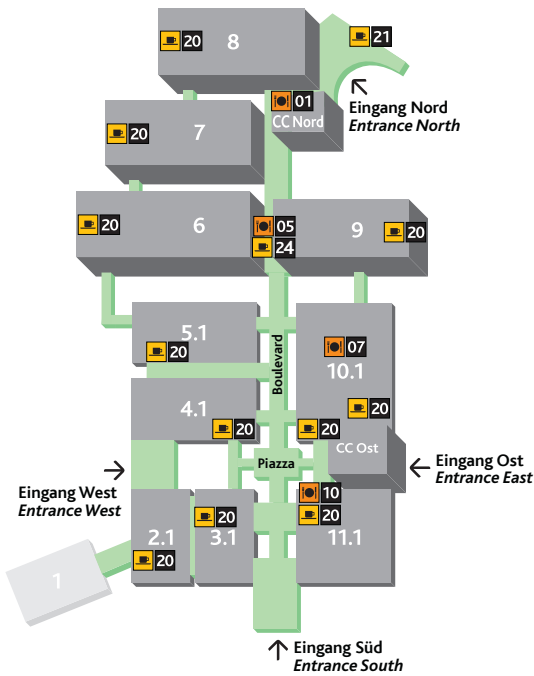 20
8
21
01
CC Nord
Eingang Nord
Entrance North
20
7
20
6
05
24
9
20
5.1
20
Boulevard
07
10.1
20
4.1
20
20
CC Ost
Piazza
Eingang West
Entrance West
Eingang Ost
Entrance East
10
20
20
2.1
3.1
11.1
20
1
Eingang Süd
Entrance South